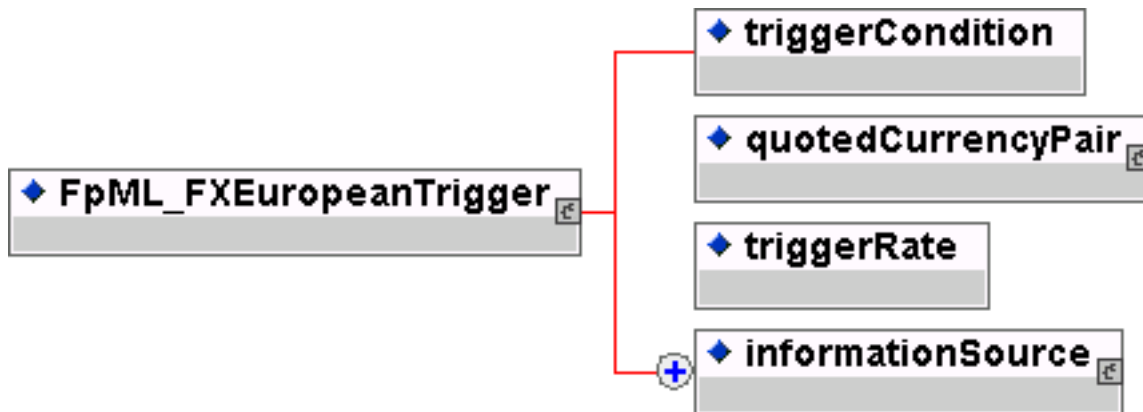 triggerCondition
quotedCurrencyPair
FpML_FXEuropeanTrigger
triggerRate
informationSource